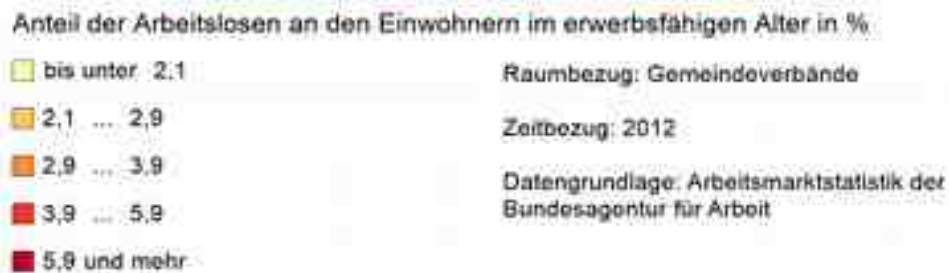 Anteil der Arbeitslosen an den Einwohnern im erwerbsfähigen Alter in %
bis unter 2,1
2,1 ... 2,9
2,9 ... 3,9
3,9 ... 5,9
5,9 und mehr
Raumbezug: Gemeindeverbände
Zeitbezug: 2012
Datengrundlage: Arbeitsmarktstatistik der
Bundesagentur für Arbeit